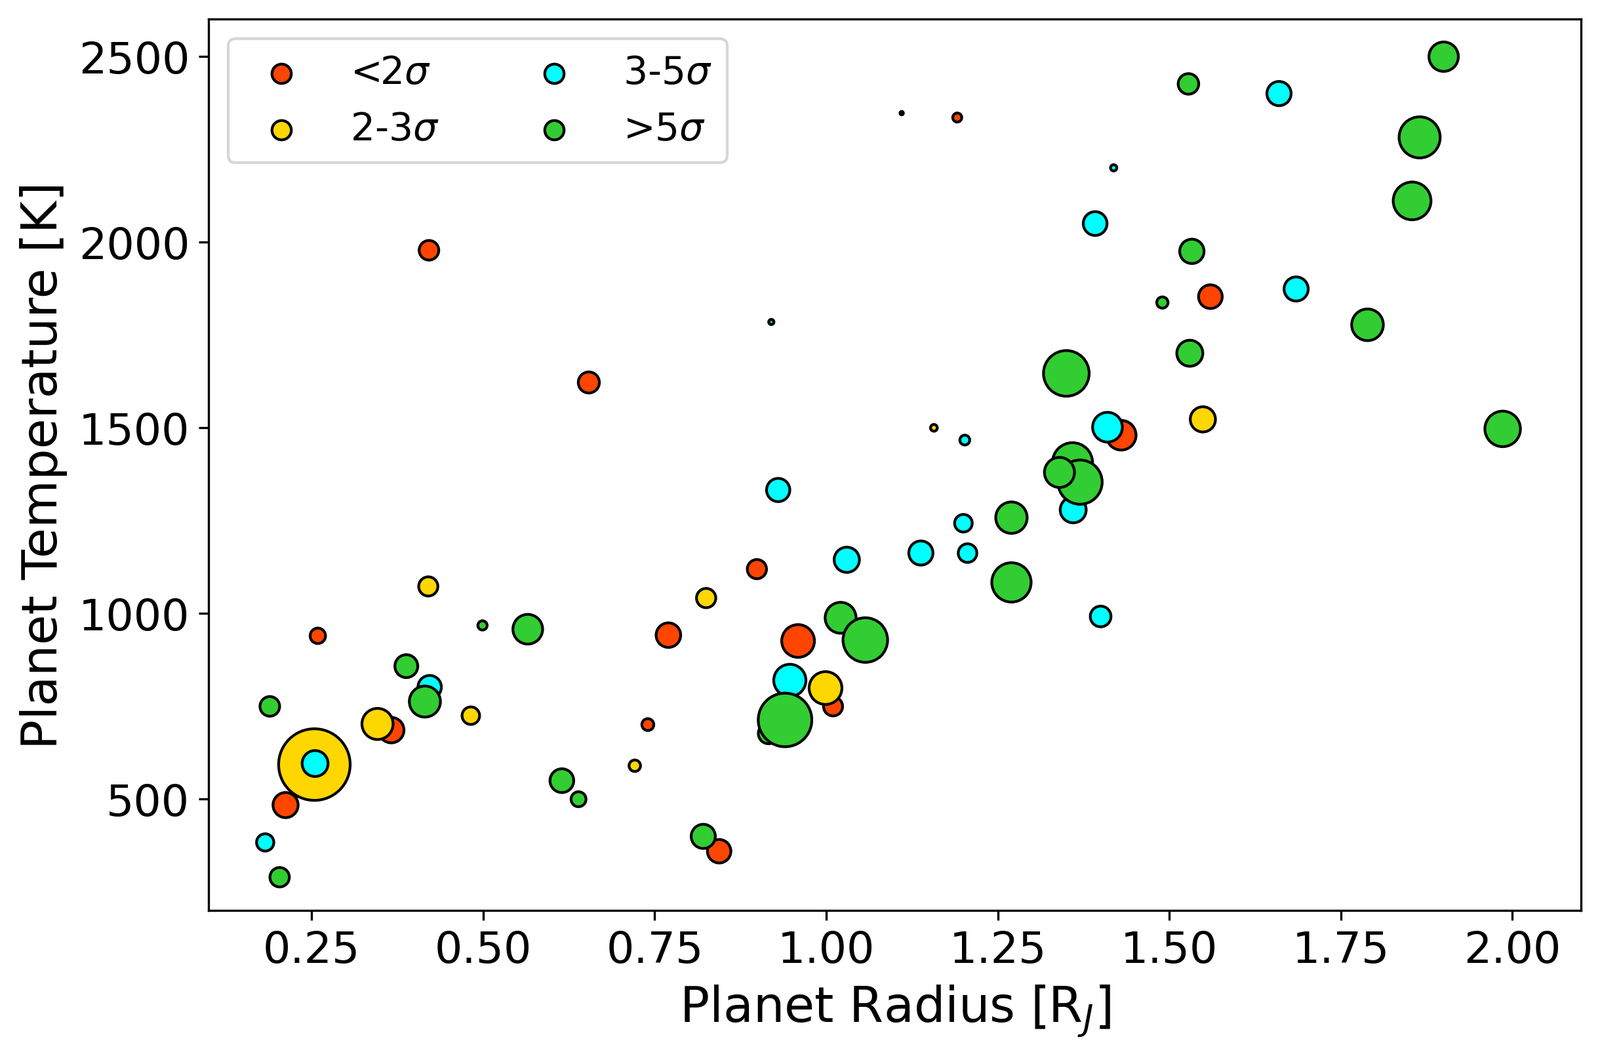 2500
2000
1500
1000
500
Planet Temperature [K]
<2σ
2-3σ
3-5σ
>5σ
0.25 0.50 0.75 1.00 1.25 1.50 1.75 2.00
Planet Radius [R_J]